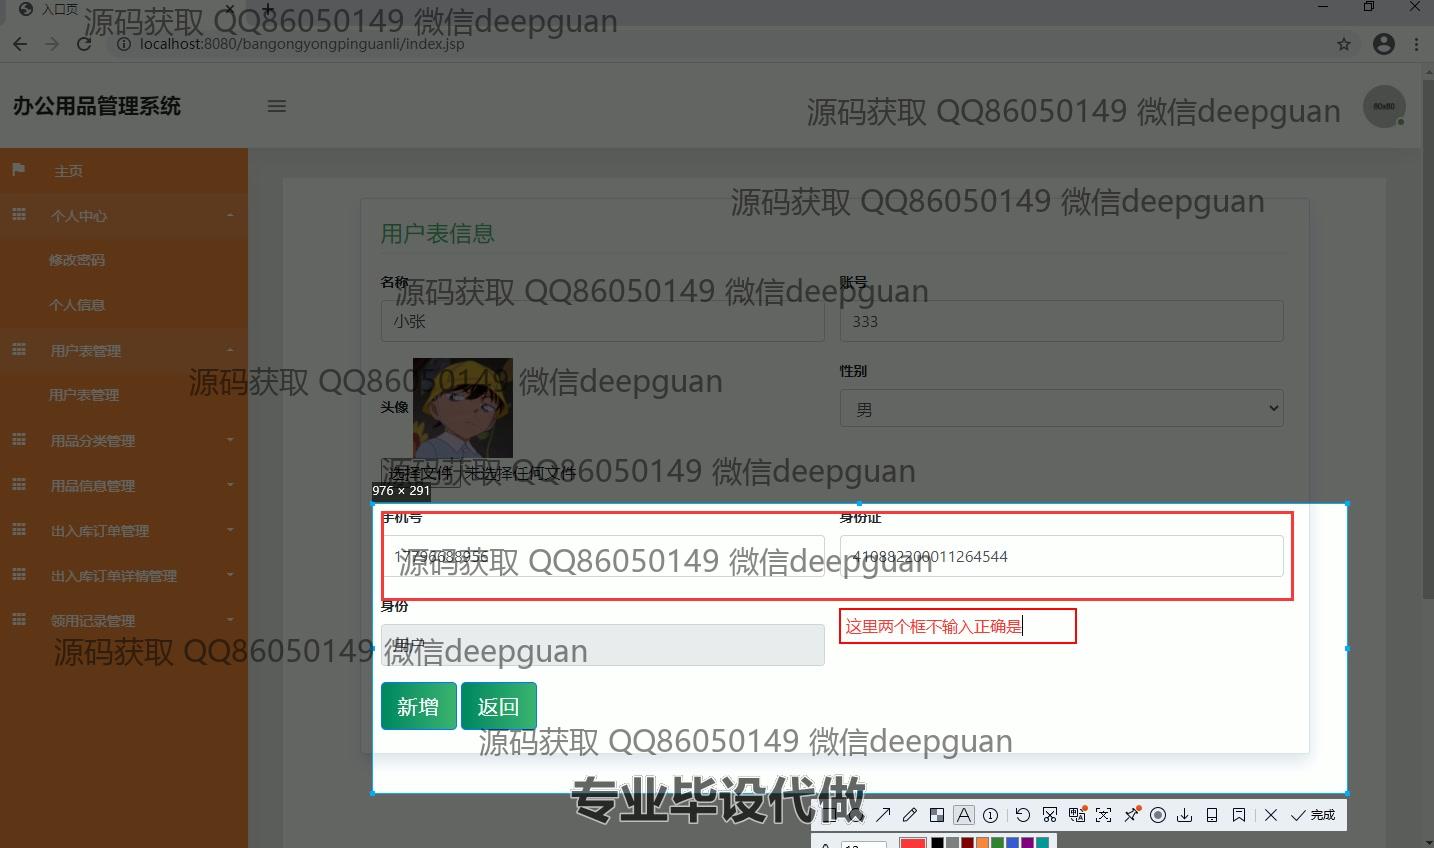 入口页
源码获取 QQ86050149 微信deepguan
localhost:8080/bangongyongpinguanli/index.jsp
办公用品管理系统
源码获取 QQ86050149 微信deepguan
80x80
主页
个人中心
修改密码
个人信息
用户表管理
用户表管理
用品分类管理
用品信息管理
出入库订单管理
出入库订单详情管理
领用记录管理
源码获取 QQ86050149 微信deepguan
用户表信息
名称
账号
源码获取 QQ86050149 微信deepguan
小张
333
头像
性别
源码获取 QQ86050149 微信deepguan
男
选择文件 未选择任何文件
源码获取 QQ86050149 微信deepguan
976 × 291
手机号
身份证
源码获取 QQ86050149 微信deepguan
410882200011264544
身份
这里两个框不输入正确是
用户
源码获取 QQ86050149 微信deepguan
新增
返回
源码获取 QQ86050149 微信deepguan
专业毕设代做
完成